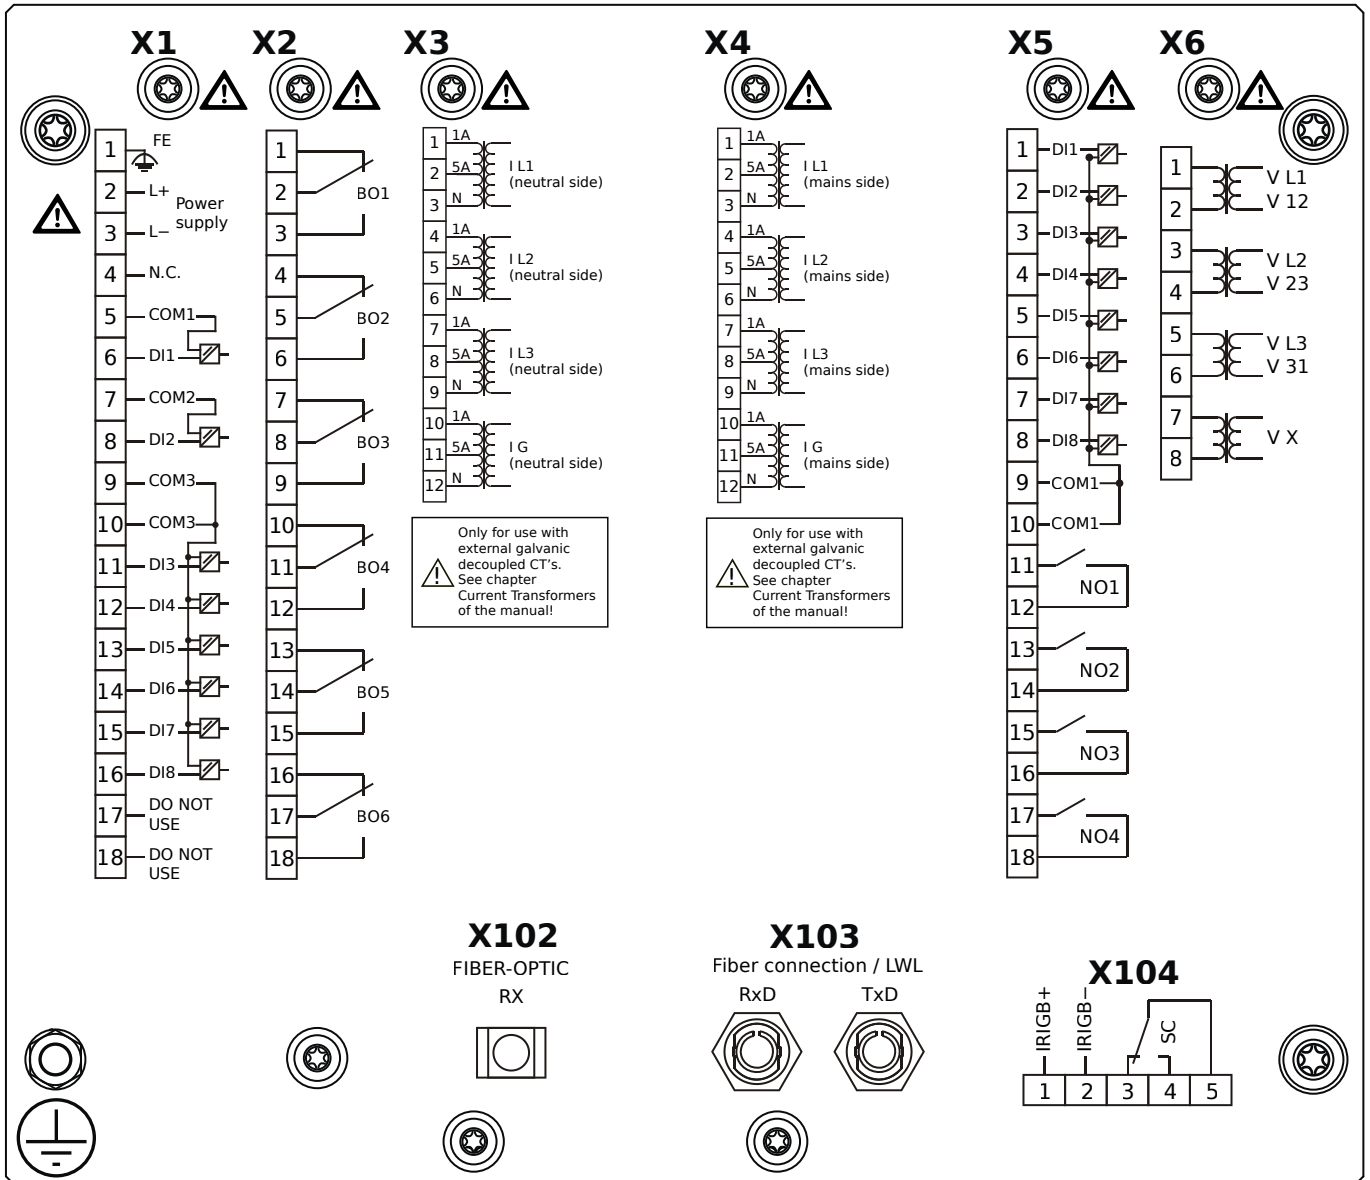 X1
X2
X3
X4
X5
X6
1
FE
2
L+
Power
supply
3
L−
4
N.C.
5
COM1
6
DI1
7
COM2
8
DI2
9
COM3
10
COM3
11
DI3
12
DI4
13
DI5
14
DI6
15
DI7
16
DI8
17
DO NOT
USE
18
DO NOT
USE
1
2
BO1
3
4
5
BO2
6
7
8
BO3
9
10
11
BO4
12
13
14
BO5
15
16
17
BO6
18
1
1A
2
5A
I L1
(neutral side)
3
N
4
1A
5
5A
I L2
(neutral side)
6
N
7
1A
8
5A
I L3
(neutral side)
9
N
10
1A
11
5A
I G
(neutral side)
12
N
Only for use with
external galvanic
decoupled CT's.
See chapter
Current Transformers
of the manual!
1
1A
2
5A
I L1
(mains side)
3
N
4
1A
5
5A
I L2
(mains side)
6
N
7
1A
8
5A
I L3
(mains side)
9
N
10
1A
11
5A
I G
(mains side)
12
N
Only for use with
external galvanic
decoupled CT's.
See chapter
Current Transformers
of the manual!
1
DI1
2
DI2
3
DI3
4
DI4
5
DI5
6
DI6
7
DI7
8
DI8
9
COM1
10
COM1
11
NO1
12
13
NO2
14
15
NO3
16
17
NO4
18
1
V L1
2
V 12
3
V L2
4
V 23
5
V L3
6
V 31
7
V X
8
X102
FIBER-OPTIC
RX
X103
Fiber connection / LWL
RxD
TxD
X104
IRIGB+
IRIGB−
SC
1
2
3
4
5